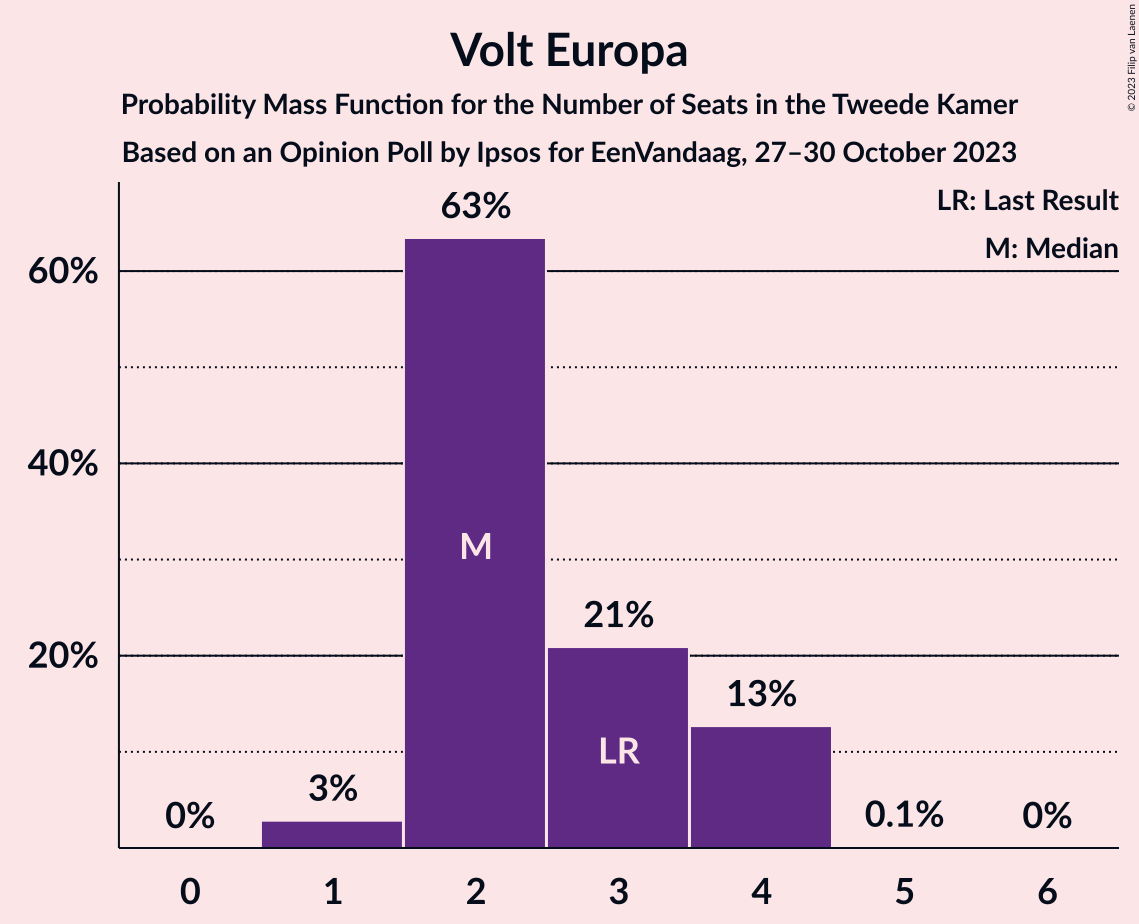 Volt Europa
Probability Mass Function for the Number of Seats in the Tweede Kamer
Based on an Opinion Poll by Ipsos for EenVandaag, 27–30 October 2023
© 2023 Filip van Laenen
LR: Last Result
M: Median
63%
60%
40%
M
21%
20%
13%
LR
3%
0%
0.1%
0%
0 1 2 3 4 5 6